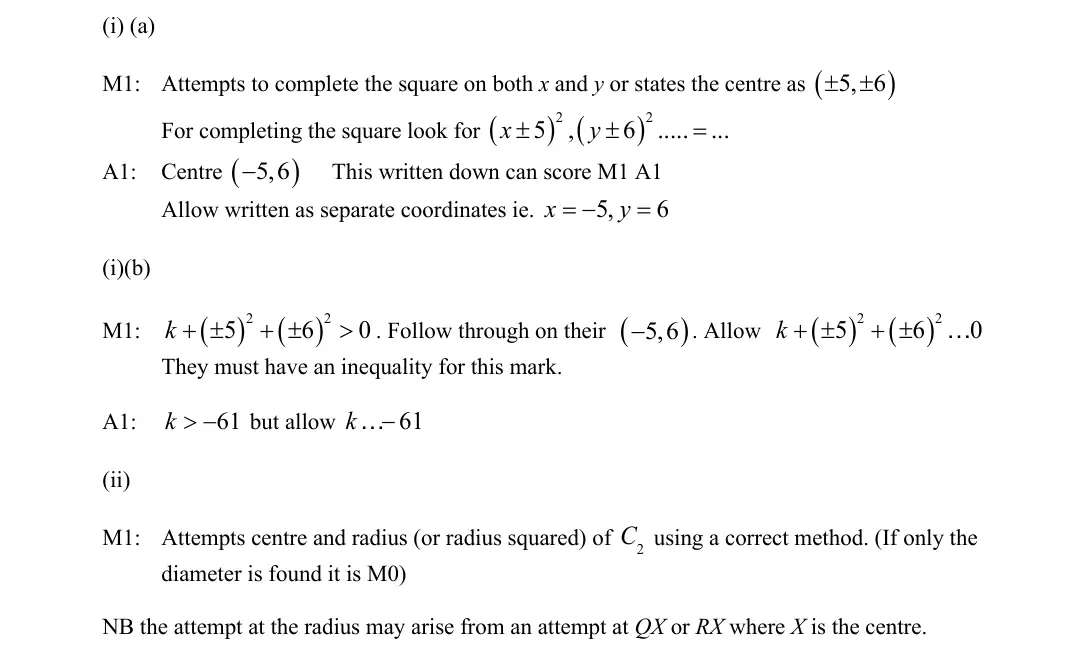 (i) (a)
M1: Attempts to complete the square on both x and y or states the centre as (±5,±6)
For completing the square look for (x±5)²,(y±6)²..... = ...
A1: Centre (−5,6) This written down can score M1 A1
Allow written as separate coordinates ie. x = −5, y = 6
(i)(b)
M1: k+(±5)²+(±6)² > 0. Follow through on their (−5,6). Allow k+(±5)²+(±6)²...0
They must have an inequality for this mark.
A1: k > −61 but allow k...−61
(ii)
M1: Attempts centre and radius (or radius squared) of C₂ using a correct method. (If only the
diameter is found it is M0)
NB the attempt at the radius may arise from an attempt at QX or RX where X is the centre.